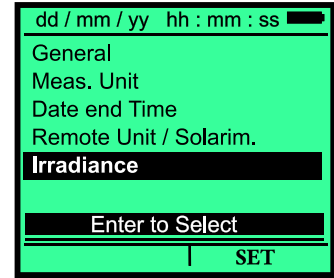 dd / mm / yy hh : mm : ss
General
Meas. Unit
Date end Time
Remote Unit / Solarim.
Irradiance
Enter to Select
SET